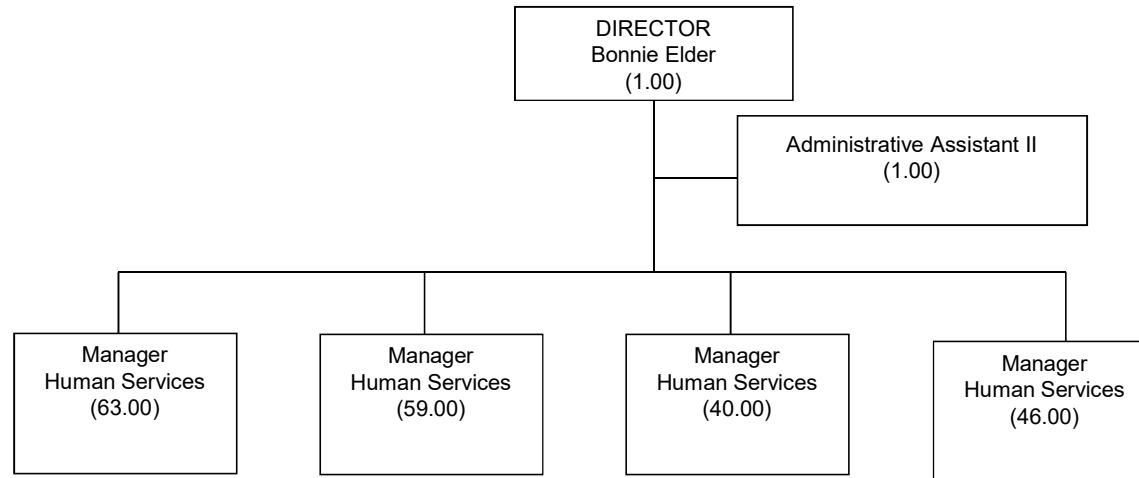 DIRECTOR
Bonnie Elder
(1.00)
Administrative Assistant II
(1.00)
Manager
Human Services
(63.00)
Manager
Human Services
(59.00)
Manager
Human Services
(40.00)
Manager
Human Services
(46.00)